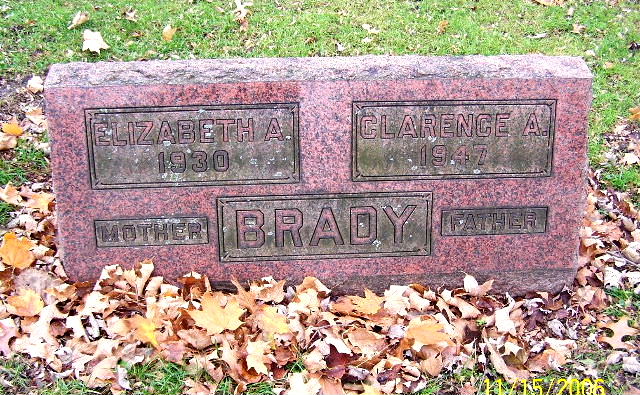 ELIZABETH A.
1930
CLARENCE A.
1947
MOTHER
BRADY
FATHER
11/15/2006